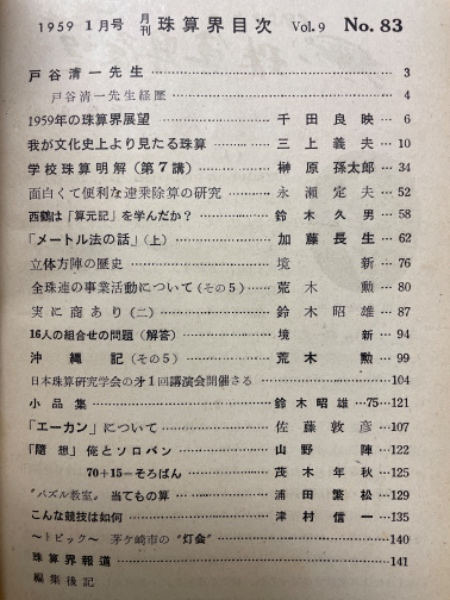 1959 1月号 月刊 珠算界目次 Vol.9 No.83
戸谷清一先生 3
戸谷清一先生経歴 4
1959年の珠算界展望 千田良映 6
我が文化史上より見たる珠算 三上義夫 10
学校珠算明解(第7講) 榊原孫太郎 34
面白くて便利な速乗除算の研究 永瀬定夫 52
西鶴は「算元記」を学んだか? 鈴木久男 58
「メートル法の話」(上) 加藤長生 62
立体方陣の歴史 境新 76
全珠連の事業活動について(その5) 荒木勲 80
実に商あり(二) 鈴木昭雄 87
16人の組合せの問題(解答) 境新 94
沖縄記(その5) 荒木勲 99
日本珠算研究学会の才1回講演会開催さる 104
小品集 鈴木昭雄 75 121
「エーカン」について 佐藤敦彦 107
「随想」俺とソロバン 山野陣 122
70+15=そろばん 茂木年秋 125
〝パズル教室〟当てもの算 浦田繁松 129
こんな競技は如何 津村信一 135
〜トピック〜 茅ケ崎市の〝灯会〟 140
珠算界報道 141
編集後記